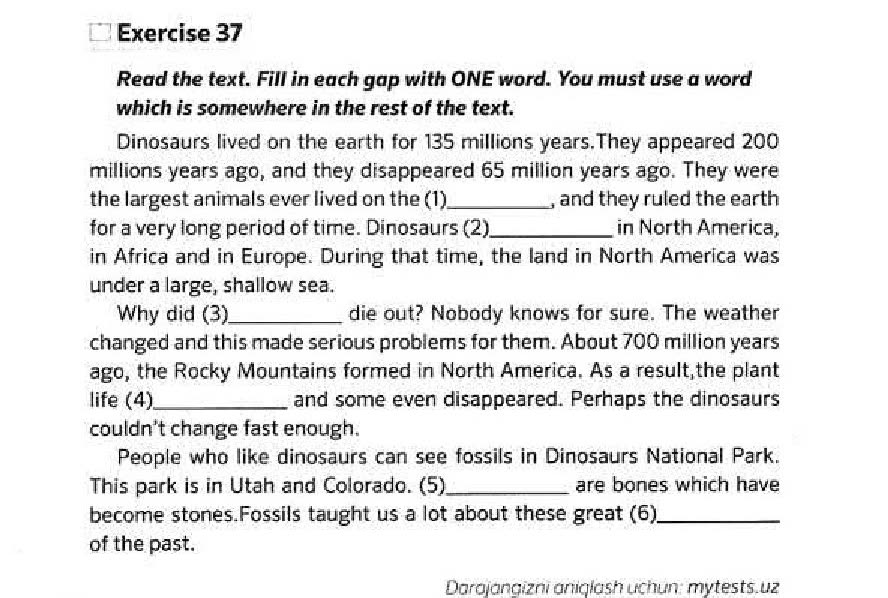 Exercise 37
Read the text. Fill in each gap with ONE word. You must use a word
which is somewhere in the rest of the text.
Dinosaurs lived on the earth for 135 millions years.They appeared 200
millions years ago, and they disappeared 65 million years ago. They were
the largest animals ever lived on the (1)__________, and they ruled the earth
for a very long period of time. Dinosaurs (2)____________ in North America,
in Africa and in Europe. During that time, the land in North America was
under a large, shallow sea.
Why did (3)___________ die out? Nobody knows for sure. The weather
changed and this made serious problems for them. About 700 million years
ago, the Rocky Mountains formed in North America. As a result,the plant
life (4)_____________ and some even disappeared. Perhaps the dinosaurs
couldn't change fast enough.
People who like dinosaurs can see fossils in Dinosaurs National Park.
This park is in Utah and Colorado. (5)____________ are bones which have
become stones.Fossils taught us a lot about these great (6)____________
of the past.
Darajangizni aniqlash uchun: mytests.uz